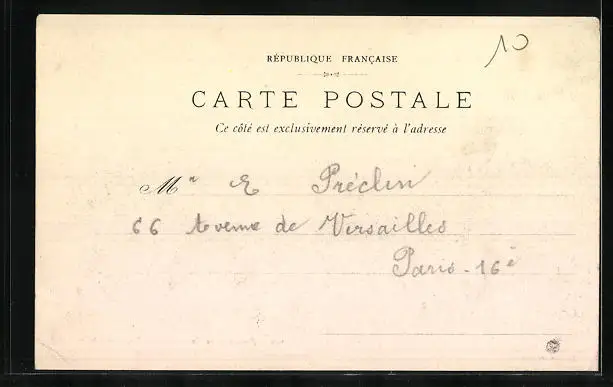 10
RÉPUBLIQUE FRANÇAISE
CARTE POSTALE
Ce côté est exclusivement réservé à l'adresse
Mr E Préclin
66 Avenue de Versailles
Paris - 16e